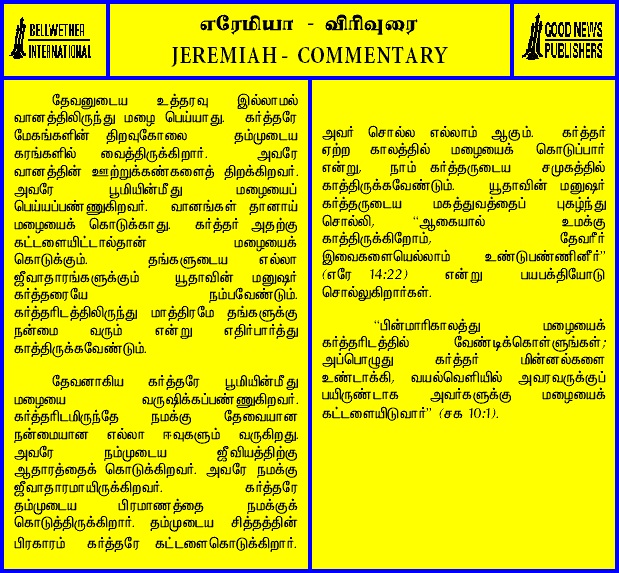 BELLWETHER
INTERNATIONAL
எரேமியா - விரிவுரை
JEREMIAH - COMMENTARY
GOOD NEWS
PUBLISHERS
தேவனுடைய உத்தரவு இல்லாமல்
வானத்திலிருந்து மழை பெய்யாது. கர்த்தரே
மேகங்களின் திறவுகோலை தம்முடைய
கரங்களில் வைத்திருக்கிறார். அவரே
வானத்தின் ஊற்றுக்கண்களைத் திறக்கிறவர்.
அவரே பூமியின்மீது மழையைப்
பெய்யப்பண்ணுகிறவர். வானங்கள் தானாய்
மழையைக் கொடுக்காது. கர்த்தர் அதற்கு
கட்டளையிட்டால்தான் மழையைக்
கொடுக்கும். தங்களுடைய எல்லா
ஜீவாதாரங்களுக்கும் யூதாவின் மனுஷர்
கர்த்தரையே நம்பவேண்டும்.
கர்த்தரிடத்திலிருந்து மாத்திரமே தங்களுக்கு
நன்மை வரும் என்று எதிர்பார்த்து
காத்திருக்கவேண்டும்.
தேவனாகிய கர்த்தரே பூமியின்மீது
மழையை வருஷிக்கப்பண்ணுகிறவர்.
கர்த்தரிடமிருந்தே நமக்கு தேவையான
நன்மையான எல்லா ஈவுகளும் வருகிறது.
அவரே நம்முடைய ஜீவியத்திற்கு
ஆதாரத்தைக் கொடுக்கிறவர். அவரே நமக்கு
ஜீவாதாரமாயிருக்கிறவர். கர்த்தரே
தம்முடைய பிரமாணத்தை நமக்குக்
கொடுத்திருக்கிறார். தம்முடைய சித்தத்தின்
பிரகாரம் கர்த்தரே கட்டளைகொடுக்கிறார்.
அவர் சொல்ல எல்லாம் ஆகும். கர்த்தர்
ஏற்ற காலத்தில் மழையைக் கொடுப்பார்
என்று, நாம் கர்த்தருடைய சமுகத்தில்
காத்திருக்கவேண்டும். யூதாவின் மனுஷர்
கர்த்தருடைய மகத்துவத்தைப் புகழ்ந்து
சொல்லி, "ஆகையால் உமக்கு
காத்திருக்கிறோம், தேவரீர்
இவைகளையெல்லாம் உண்டுபண்ணினீர்"
(எரே 14:22) என்று பயபக்தியோடு
சொல்லுகிறார்கள்.
"பின்மாரிகாலத்து மழையைக்
கர்த்தரிடத்தில் வேண்டிக்கொள்ளுங்கள்;
அப்பொழுது கர்த்தர் மின்னல்களை
உண்டாக்கி, வயல்வெளியில் அவரவருக்குப்
பயிருண்டாக அவர்களுக்கு மழையைக்
கட்டளையிடுவார்" (சக 10:1).